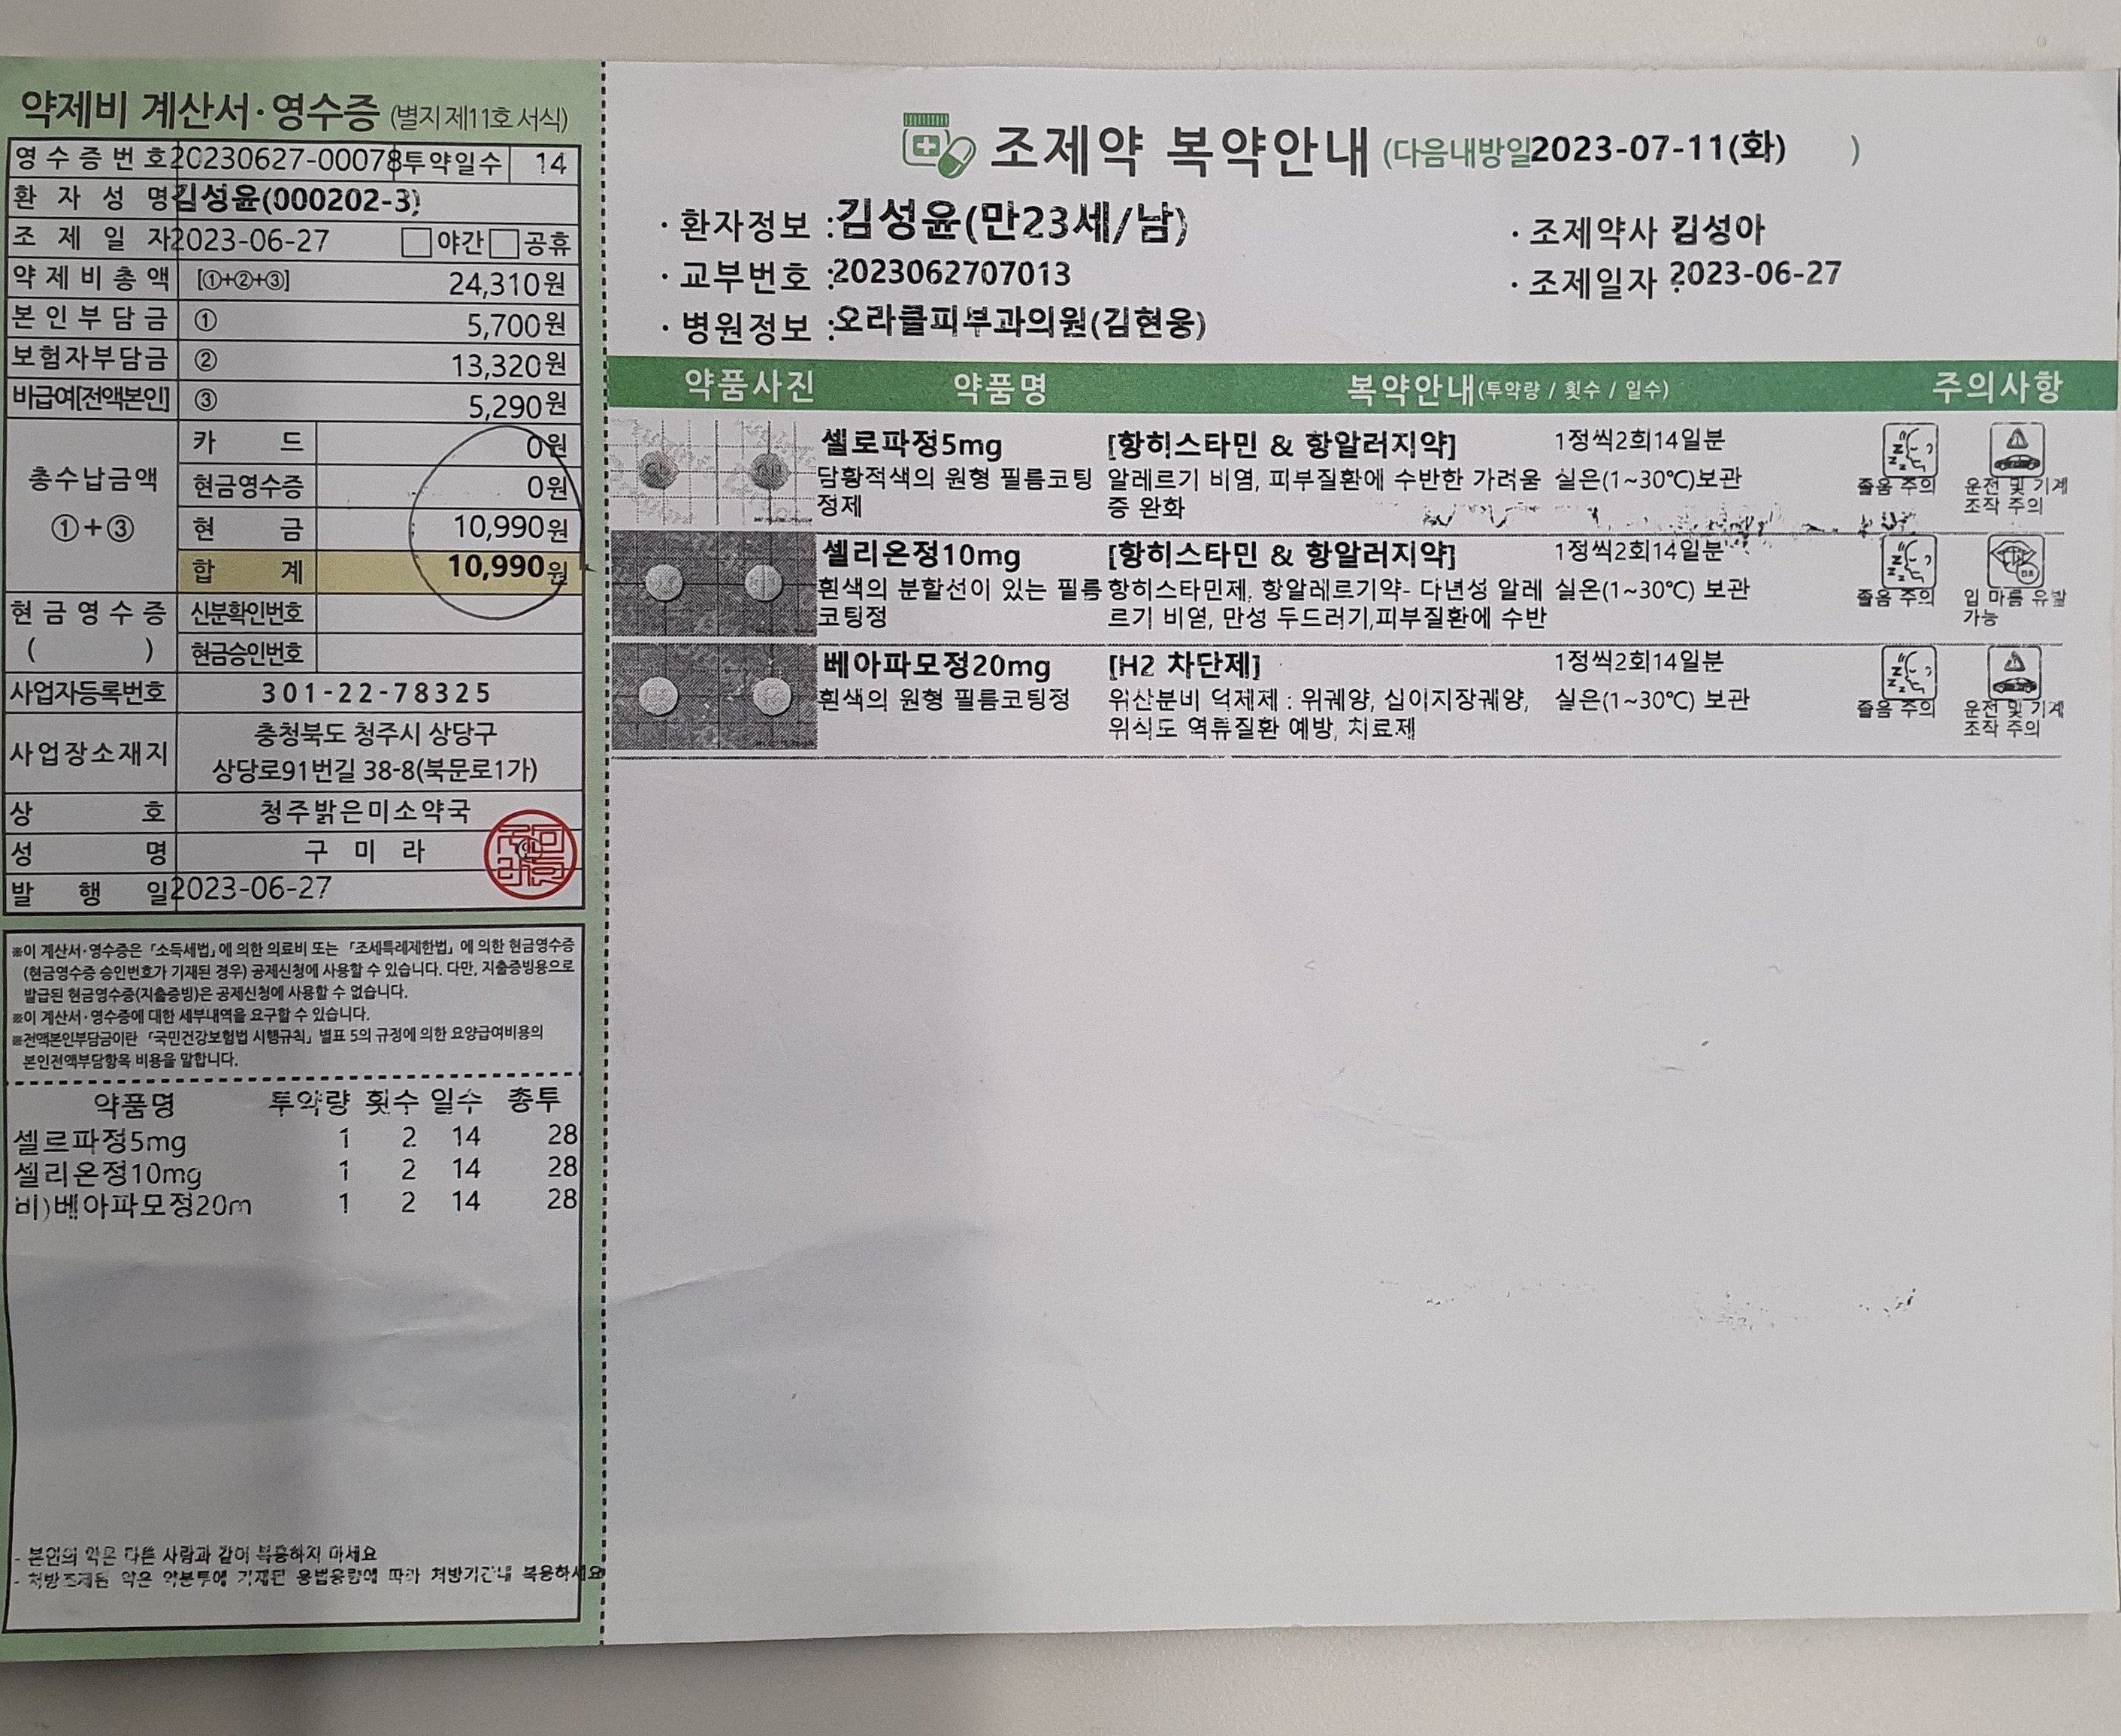 약제비 계산서·영수증 (별지 제11호 서식)
영수증번호 20230627-00078 투약일수 14
환자성명 김성윤(000202-3)
조제일자 2023-06-27 □야간 □공휴
약제비총액 [①+②+③] 24,310원
본인부담금 ① 5,700원
보험자부담금 ② 13,320원
비급여[전액본인] ③ 5,290원
총수납금액 ①+③
카드 0원
현금영수증 0원
현금 10,990원
합계 10,990원
현금영수증 ( )
신분확인번호
현금승인번호
사업자등록번호 301-22-78325
사업장소재지 충청북도 청주시 상당구
상당로91번길 38-8(북문로1가)
상호 청주밝은미소약국
성명 구 미 라
발행일 2023-06-27
※이 계산서·영수증은 「소득세법」에 의한 의료비 또는 「조세특례제한법」에 의한 현금영수증
(현금영수증 승인번호가 기재된 경우) 공제신청에 사용할 수 있습니다. 다만, 지출증빙용으로
발급된 현금영수증(지출증빙)은 공제신청에 사용할 수 없습니다.
※이 계산서·영수증에 대한 세부내역을 요구할 수 있습니다.
※전액본인부담금이란 「국민건강보험법 시행규칙」별표 5의 규정에 의한 요양급여비용의
본인전액부담항목 비용을 말합니다.
약품명 투약량 횟수 일수 총투
셀로파정5mg 1 2 14 28
셀리온정10mg 1 2 14 28
비)베아파모정20m 1 2 14 28
- 본인의 약은 다른 사람과 같이 복용하지 마세요
- 처방조제된 약은 약봉투에 기재된 용법용량에 따라 처방기간내 복용하세요
조제약 복약안내 (다음내방일 2023-07-11(화) )
· 환자정보 : 김성윤(만23세/남)
· 조제약사 김성아
· 교부번호 : 2023062707013
· 조제일자 : 2023-06-27
· 병원정보 : 오라클피부과의원(김현웅)
약품사진 약품명 복약안내(투약량 / 횟수 / 일수) 주의사항
셀로파정5mg [항히스타민 & 항알러지약] 1정씩2회14일분
담황적색의 원형 필름코팅 알레르기 비염, 피부질환에 수반한 가려움 실온(1~30℃)보관 졸음 주의 운전 및 기계
정제 증 완화 조작 주의
셀리온정10mg [항히스타민 & 항알러지약] 1정씩2회14일분
흰색의 분할선이 있는 필름 항히스타민제, 항알레르기약- 다년성 알레 실온(1~30℃) 보관 졸음 주의 입 마름 유발
코팅정 르기 비염, 만성 두드러기,피부질환에 수반 가능
베아파모정20mg [H2 차단제] 1정씩2회14일분
흰색의 원형 필름코팅정 위산분비 억제제 : 위궤양, 십이지장궤양, 실온(1~30℃) 보관 졸음 주의 운전 및 기계
위식도 역류질환 예방, 치료제 조작 주의